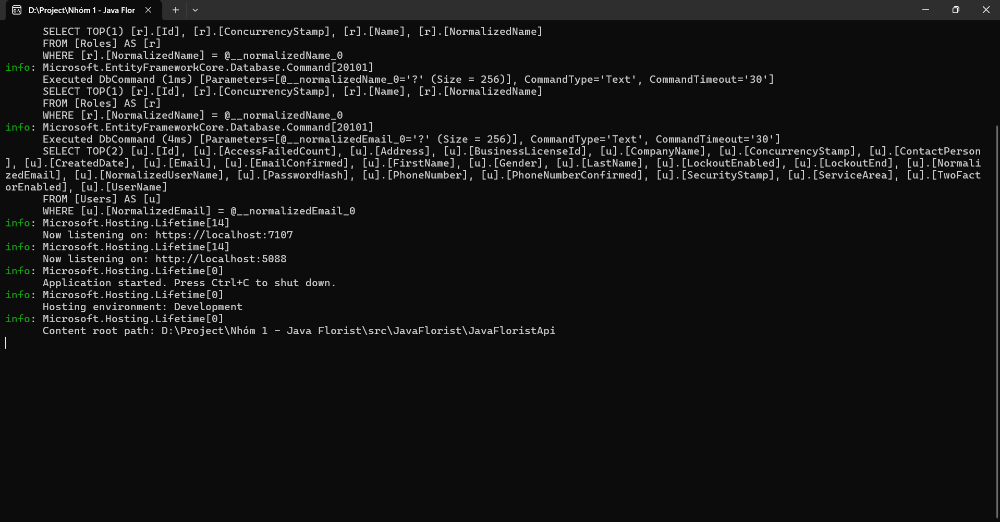 D:\Project\Nhóm 1 - Java Flor
SELECT TOP(1) [r].[Id], [r].[ConcurrencyStamp], [r].[Name], [r].[NormalizedName]
FROM [Roles] AS [r]
WHERE [r].[NormalizedName] = @__normalizedName_0
info: Microsoft.EntityFrameworkCore.Database.Command[20101]
Executed DbCommand (1ms) [Parameters=[@__normalizedName_0='?' (Size = 256)], CommandType='Text', CommandTimeout='30']
SELECT TOP(1) [r].[Id], [r].[ConcurrencyStamp], [r].[Name], [r].[NormalizedName]
FROM [Roles] AS [r]
WHERE [r].[NormalizedName] = @__normalizedName_0
info: Microsoft.EntityFrameworkCore.Database.Command[20101]
Executed DbCommand (4ms) [Parameters=[@__normalizedEmail_0='?' (Size = 256)], CommandType='Text', CommandTimeout='30']
SELECT TOP(2) [u].[Id], [u].[AccessFailedCount], [u].[Address], [u].[BusinessLicenseId], [u].[CompanyName], [u].[ConcurrencyStamp], [u].[ContactPerson
], [u].[CreatedDate], [u].[Email], [u].[EmailConfirmed], [u].[FirstName], [u].[Gender], [u].[LastName], [u].[LockoutEnabled], [u].[LockoutEnd], [u].[Normali
zedEmail], [u].[NormalizedUserName], [u].[PasswordHash], [u].[PhoneNumber], [u].[PhoneNumberConfirmed], [u].[SecurityStamp], [u].[ServiceArea], [u].[TwoFact
orEnabled], [u].[UserName]
FROM [Users] AS [u]
WHERE [u].[NormalizedEmail] = @__normalizedEmail_0
info: Microsoft.Hosting.Lifetime[14]
Now listening on: https://localhost:7107
info: Microsoft.Hosting.Lifetime[14]
Now listening on: http://localhost:5088
info: Microsoft.Hosting.Lifetime[0]
Application started. Press Ctrl+C to shut down.
info: Microsoft.Hosting.Lifetime[0]
Hosting environment: Development
info: Microsoft.Hosting.Lifetime[0]
Content root path: D:\Project\Nhóm 1 - Java Florist\src\JavaFlorist\JavaFloristApi